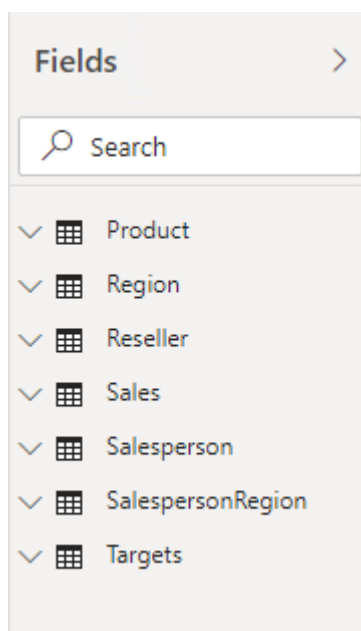 Fields
Search
Product
Region
Reseller
Sales
Salesperson
SalespersonRegion
Targets